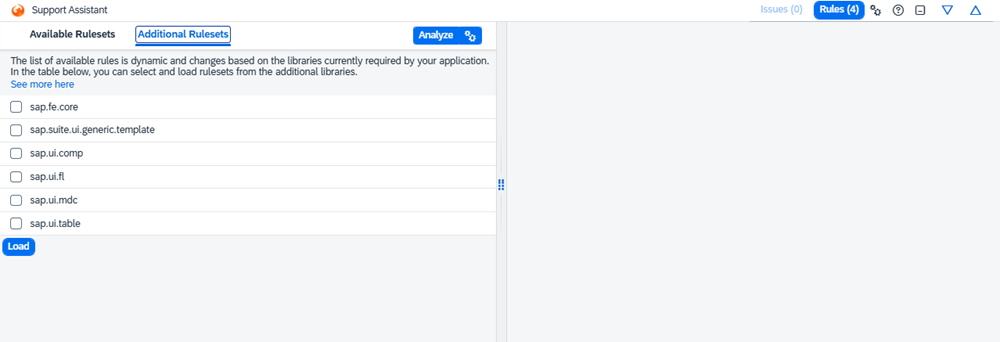 Support Assistant
Issues (0)
Rules (4)
Available Rulesets
Additional Rulesets
Analyze
The list of available rules is dynamic and changes based on the libraries currently required by your application.
In the table below, you can select and load rulesets from the additional libraries.
See more here
sap.fe.core
sap.suite.ui.generic.template
sap.ui.comp
sap.ui.fl
sap.ui.mdc
sap.ui.table
Load